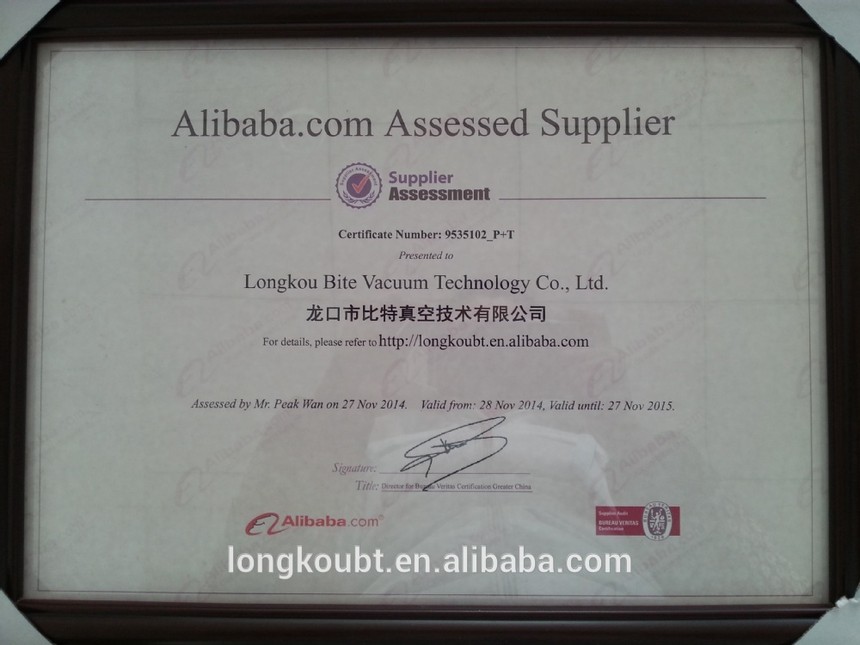 Alibaba.com Assessed Supplier
Supplier
Assessment
Certificate Number: 9535102_P+T
Presented to
Longkou Bite Vacuum Technology Co., Ltd.
龙口市比特真空技术有限公司
For details, please refer to http://longkoubt.en.alibaba.com
Assessed by Mr. Peak Wan on 27 Nov 2014. Valid from: 28 Nov 2014, Valid until: 27 Nov 2015.
Signature:
Title: Director for Bureau Veritas Certification Greater China
Alibaba.com®
Supplier Audit
BUREAU VERITAS
Certification
longkoubt.en.alibaba.com